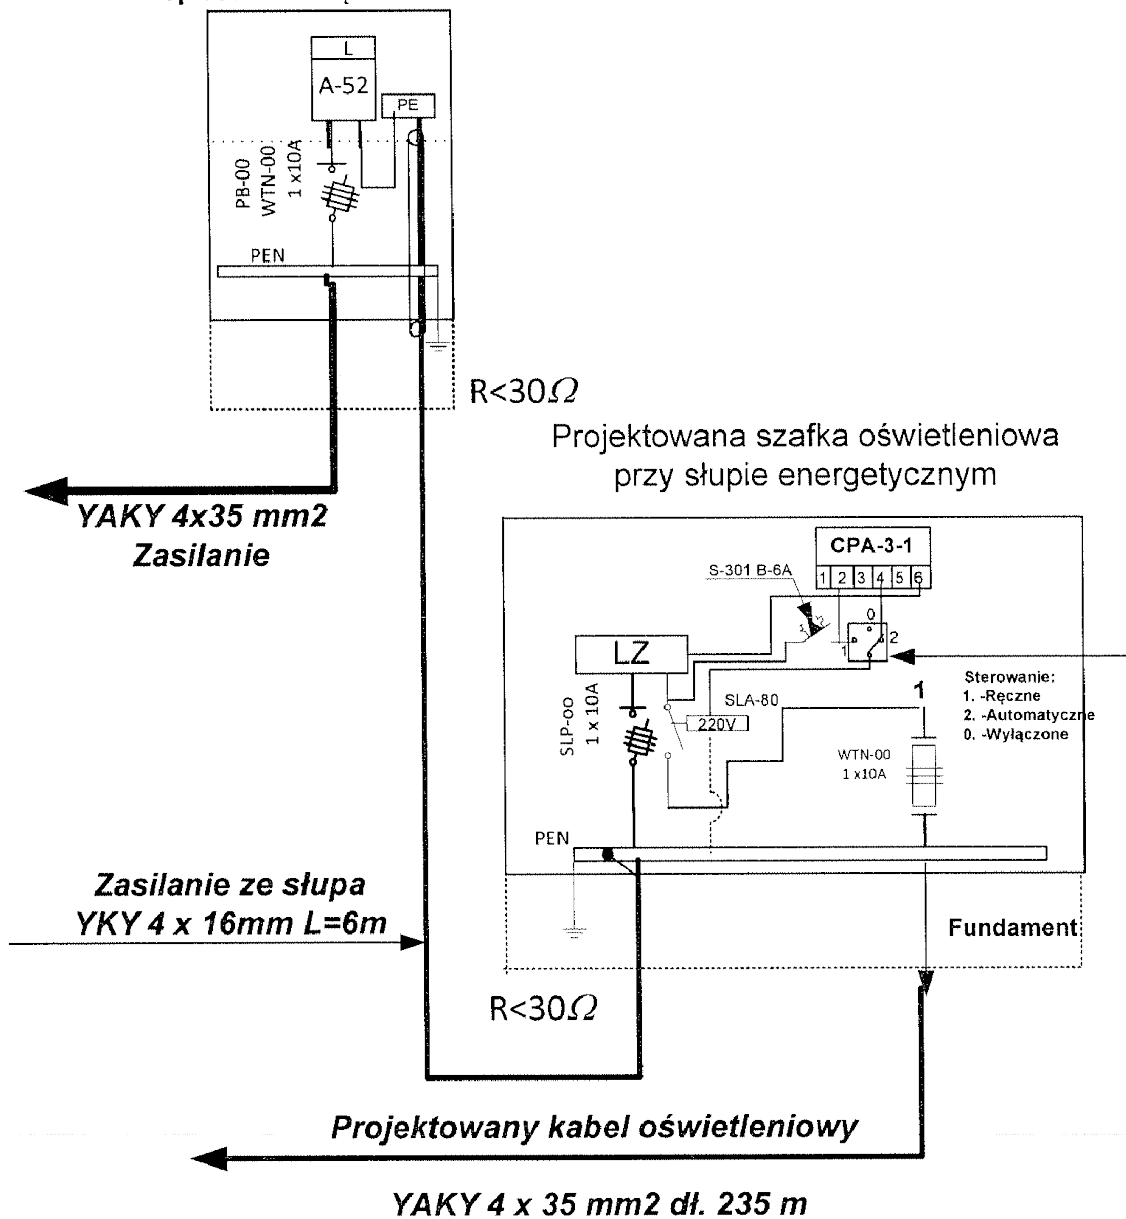 L
A-52
PE
PB-00
WTN-00
1 x10A
PEN
R<30Ω
Projektowana szafka oświetleniowa
przy słupie energetycznym
YAKY 4x35 mm2
Zasilanie
CPA-3-1
1 2 3 4 5 6
S-301 B-6A
0
1
2
LZ
Sterowanie:
1. -Ręczne
2. -Automatyczne
0. -Wyłączone
SLP-oo
1 x 10A
SLA-80
220V
1
WTN-00
1 x10A
PEN
Zasilanie ze słupa
YKY 4 x 16mm L=6m
Fundament
R<30Ω
Projektowany kabel oświetleniowy
YAKY 4 x 35 mm2 dł. 235 m